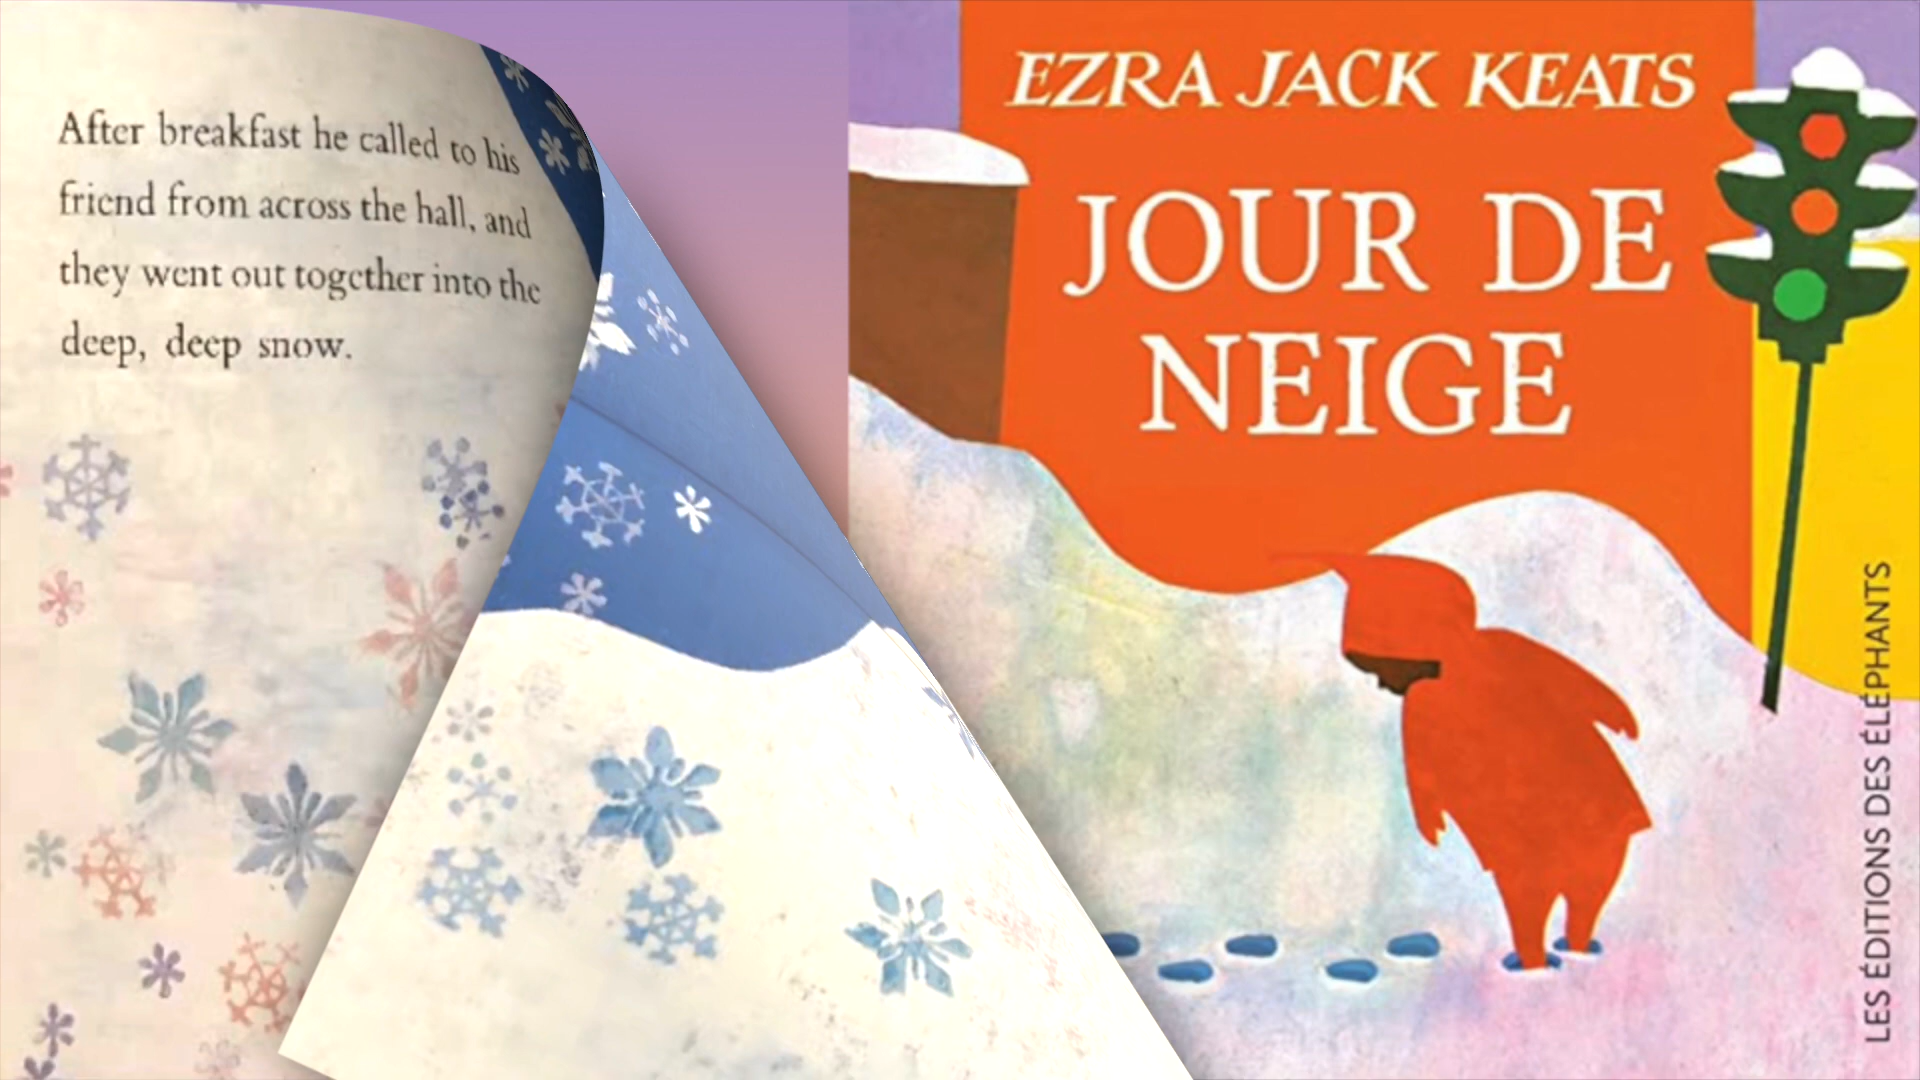 After breakfast he called to his
friend from across the hall, and
they went out together into the
deep, deep snow.
EZRA JACK KEATS
JOUR DE
NEIGE
LES ÉDITIONS DES ÉLÉPHANTS